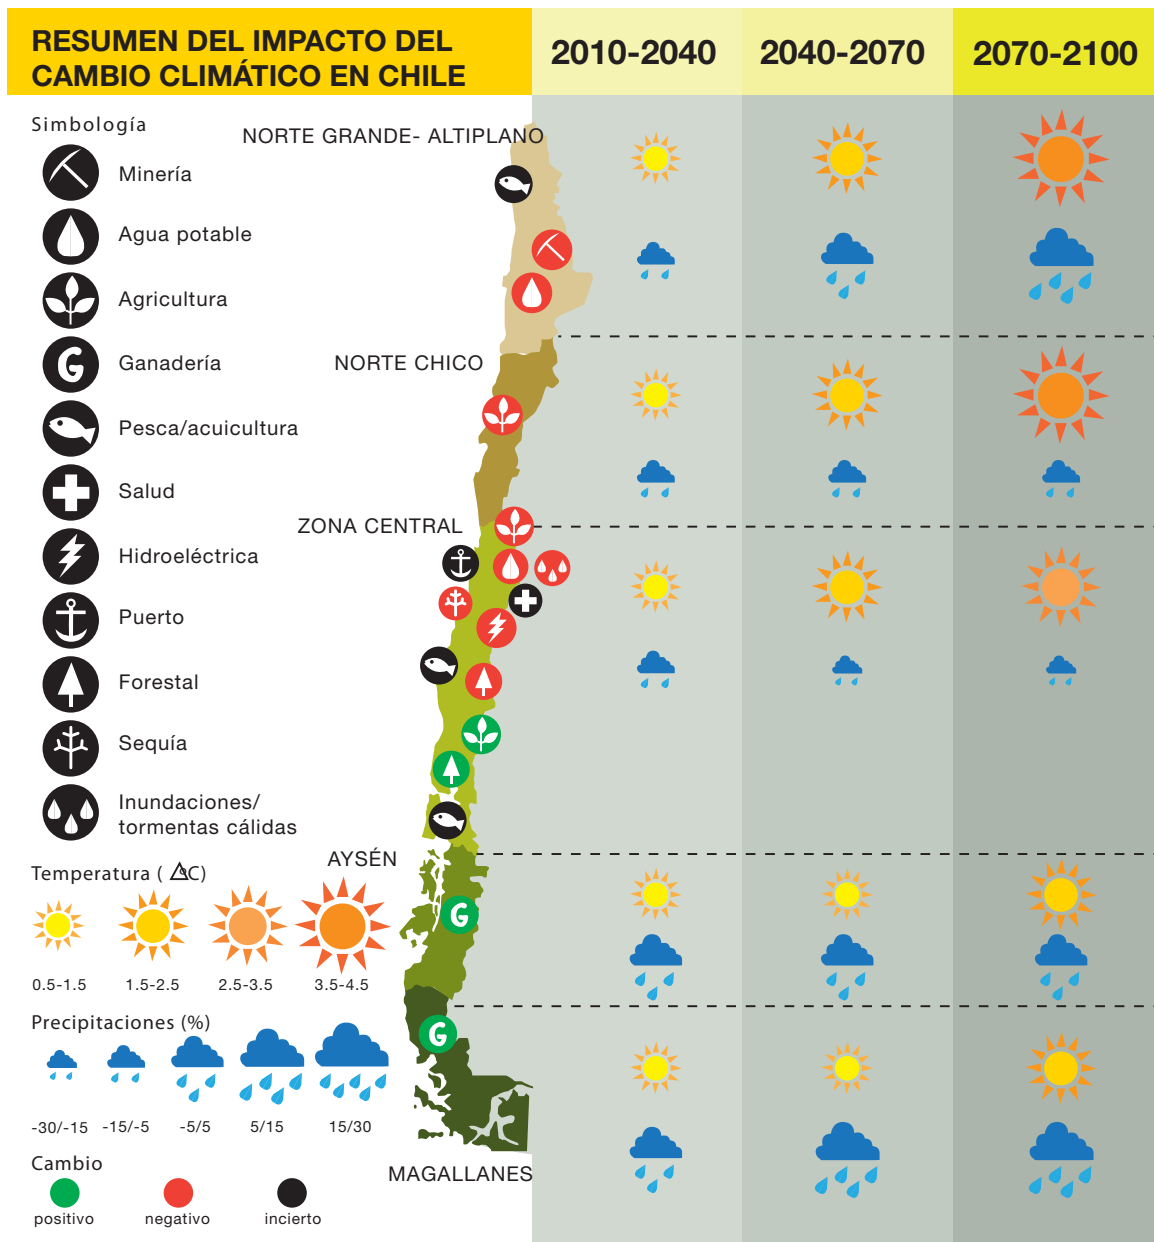 RESUMEN DEL IMPACTO DEL
CAMBIO CLIMÁTICO EN CHILE
2010-2040
2040-2070
2070-2100
Simbología
Minería
Agua potable
Agricultura
Ganadería
Pesca/acuicultura
Salud
Hidroeléctrica
Puerto
Forestal
Sequía
Inundaciones/
tormentas cálidas
NORTE GRANDE- ALTIPLANO
NORTE CHICO
ZONA CENTRAL
AYSÉN
MAGALLANES
Temperatura ( △°C)
0.5-1.5
1.5-2.5
2.5-3.5
3.5-4.5
Precipitaciones (%)
-30/-15
-15/-5
-5/5
5/15
15/30
Cambio
positivo
negativo
incierto
G
G
G